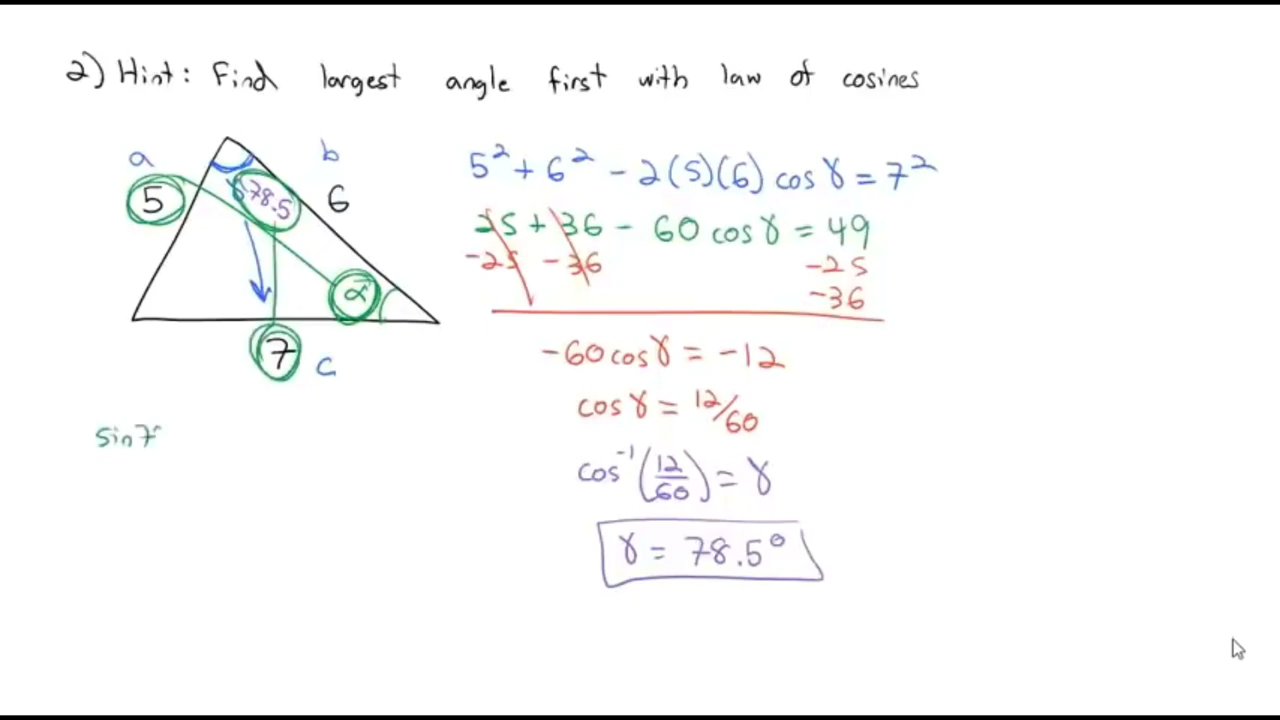 2) Hint: Find largest angle first with law of cosines
a
b
5
γ 78.5
6
α
7
c
5² + 6² - 2(5)(6) cos γ = 7²
25 + 36 - 60 cos γ = 49
-25 -36 -25
-36
-60 cos γ = -12
cos γ = 12/60
cos⁻¹(12/60) = γ
γ = 78.5°
sin 7